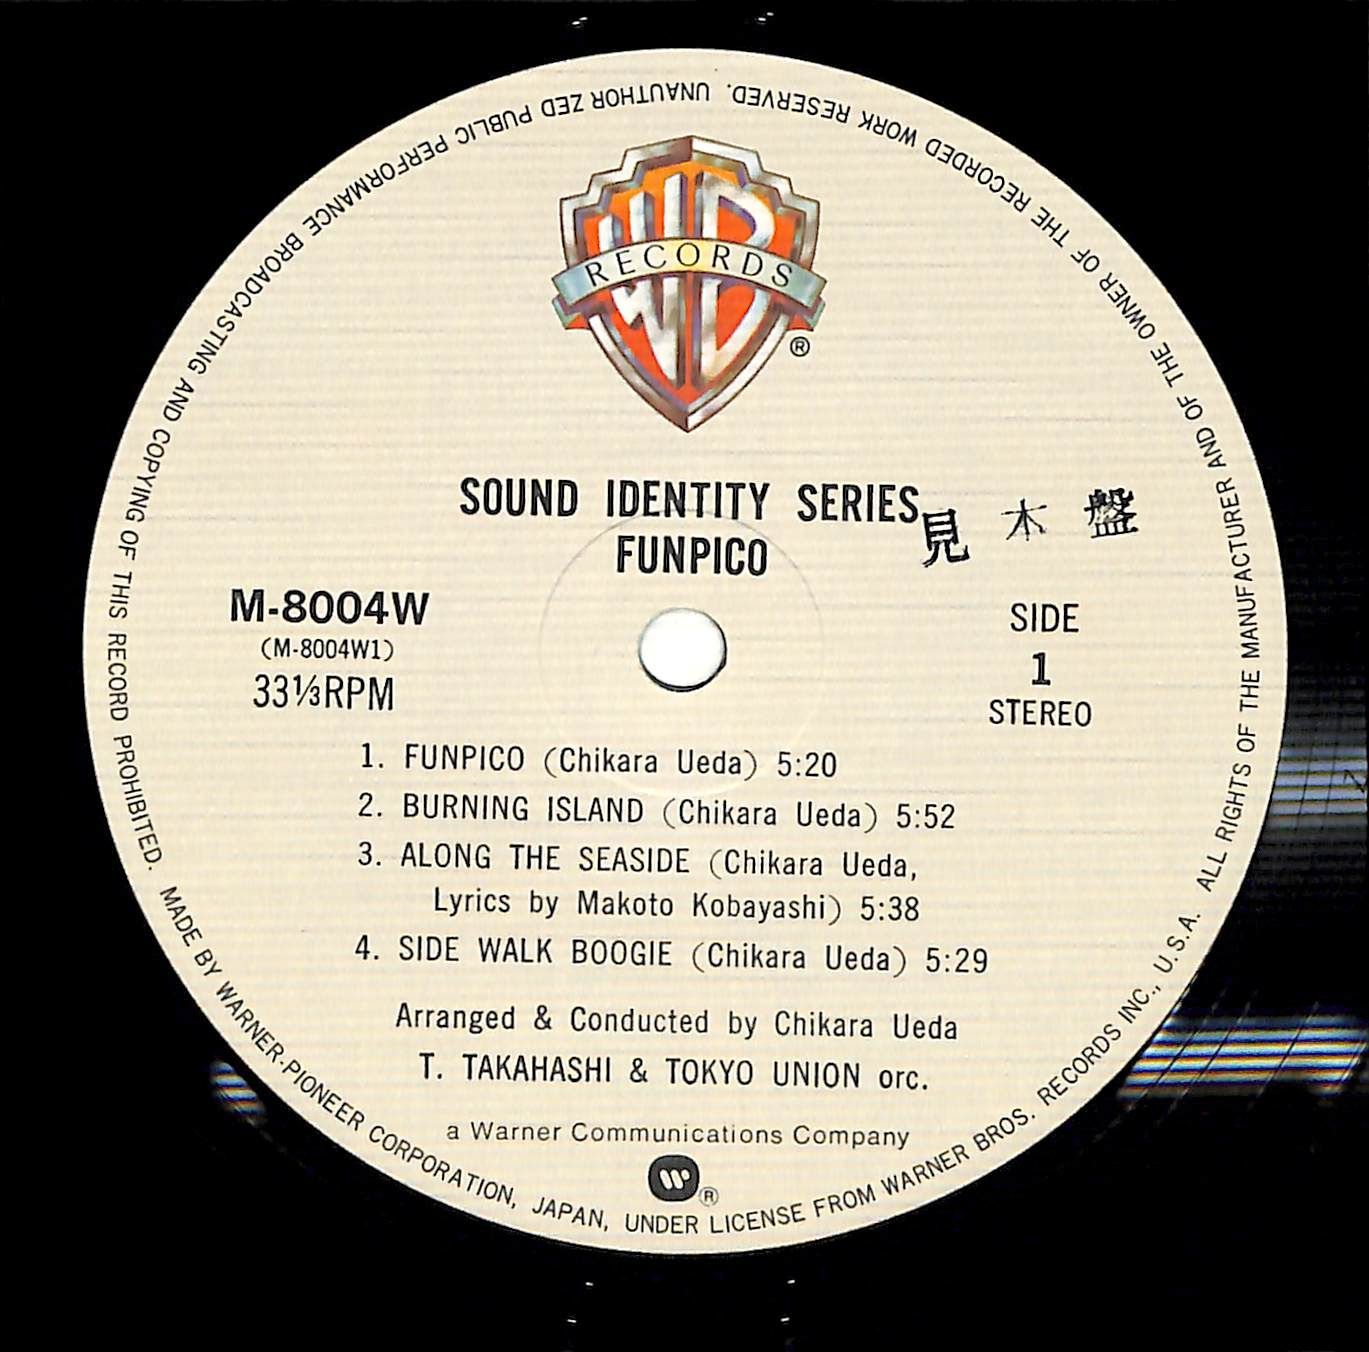 WB
RECORDS
®
SOUND IDENTITY SERIES
FUNPICO
見本盤
M-8004W
(M-8004W1)
33⅓RPM
SIDE
1
STEREO
1. FUNPICO (Chikara Ueda) 5:20
2. BURNING ISLAND (Chikara Ueda) 5:52
3. ALONG THE SEASIDE (Chikara Ueda,
Lyrics by Makoto Kobayashi) 5:38
4. SIDE WALK BOOGIE (Chikara Ueda) 5:29
Arranged & Conducted by Chikara Ueda
T. TAKAHASHI & TOKYO UNION orc.
a Warner Communications Company
®
MADE BY WARNER-PIONEER CORPORATION, JAPAN, UNDER LICENSE FROM WARNER BROS. RECORDS INC., U.S.A. ALL RIGHTS OF THE MANUFACTURER AND OF THE OWNER OF THE RECORDED WORK RESERVED. UNAUTHOR ZED PUBLIC PERFORMANCE BROADCASTING AND COPYING OF THIS RECORD PROHIBITED.